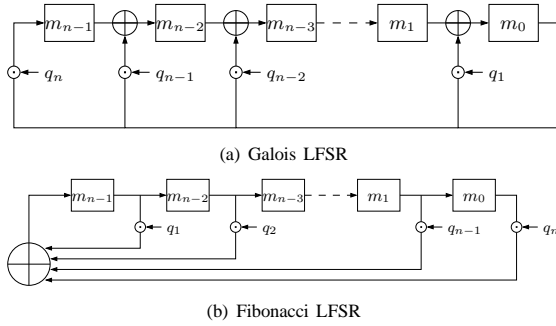 m_{n−1} m_{n−2} m_{n−3} m_1 m_0
q_n q_{n−1} q_{n−2} q_1
(a) Galois LFSR
m_{n−1} m_{n−2} m_{n−3} m_1 m_0
q_1 q_2 q_{n−1} q_n
(b) Fibonacci LFSR